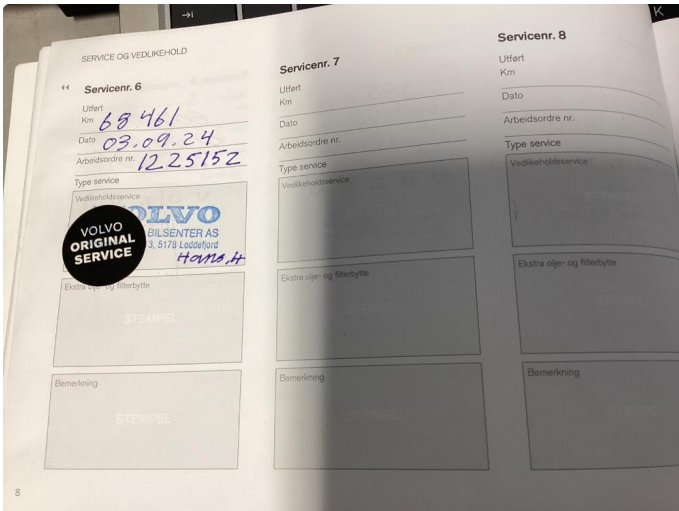 SERVICE OG VEDLIKEHOLD
Servicenr. 6
Utført
Km 68 461
Dato 03.09.24
Arbeidsordre nr. 1225152
Type service
Vedlikeholdsservice
VOLVO
BILSENTER AS
3, 5178 Loddefjord
Hans.H
VOLVO
ORIGINAL
SERVICE
Ekstra olje- og filterbytte
STEMPEL
Bemerkning
STEMPEL
8
Servicenr. 7
Utført
Km
Dato
Arbeidsordre nr.
Type service
Vedlikeholdsservice
Ekstra olje- og filterbytte
STEMPEL
Bemerkning
STEMPEL
Servicenr. 8
Utført
Km
Dato
Arbeidsordre nr.
Type service
Vedlikeholdsservice
Ekstra olje- og filterbytte
STEMPEL
Bemerkning
K